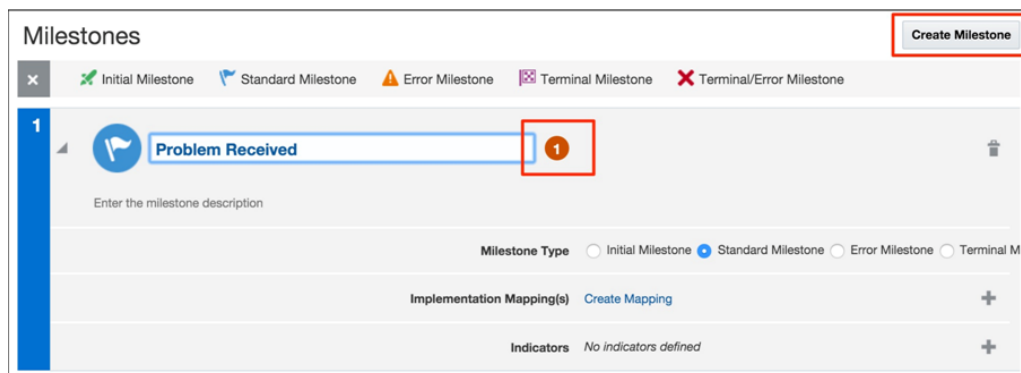 Milestones
Create Milestone
Initial Milestone Standard Milestone Error Milestone Terminal Milestone Terminal/Error Milestone
1
Problem Received
1
Enter the milestone description
Milestone Type Initial Milestone Standard Milestone Error Milestone Terminal M
Implementation Mapping(s) Create Mapping
Indicators No indicators defined